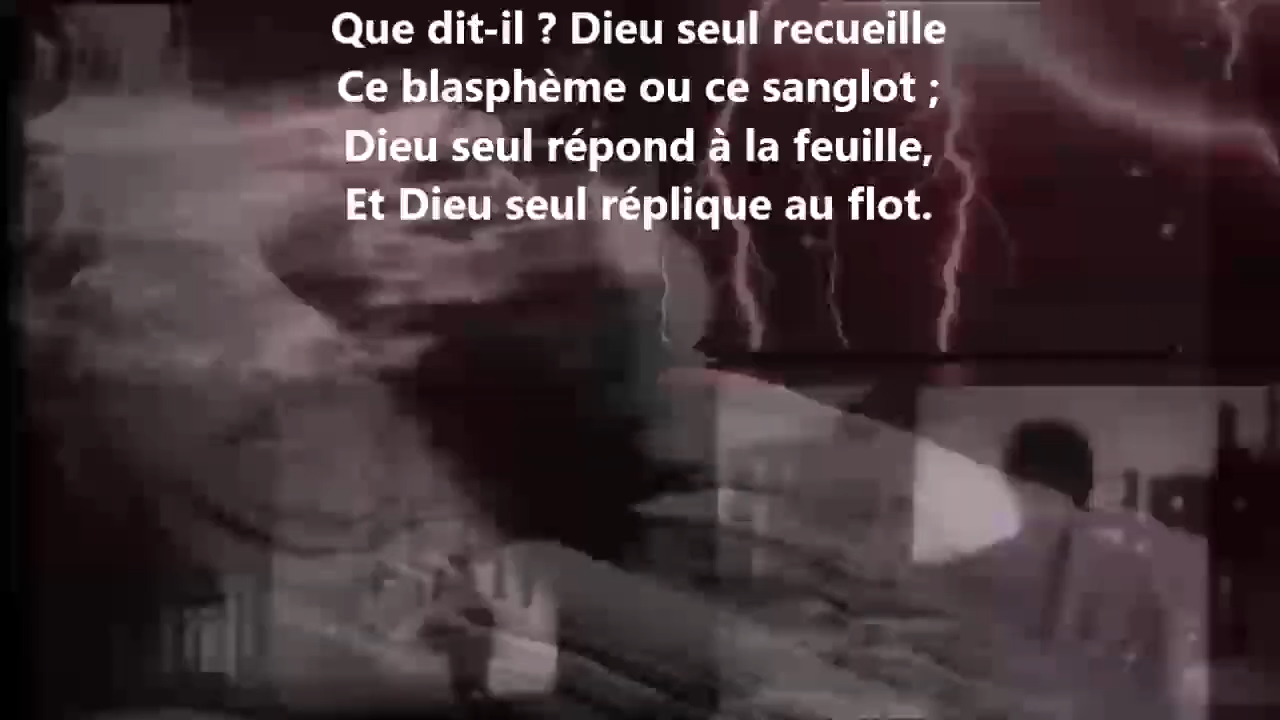 Que dit-il ? Dieu seul recueille
Ce blasphème ou ce sanglot ;
Dieu seul répond à la feuille,
Et Dieu seul réplique au flot.